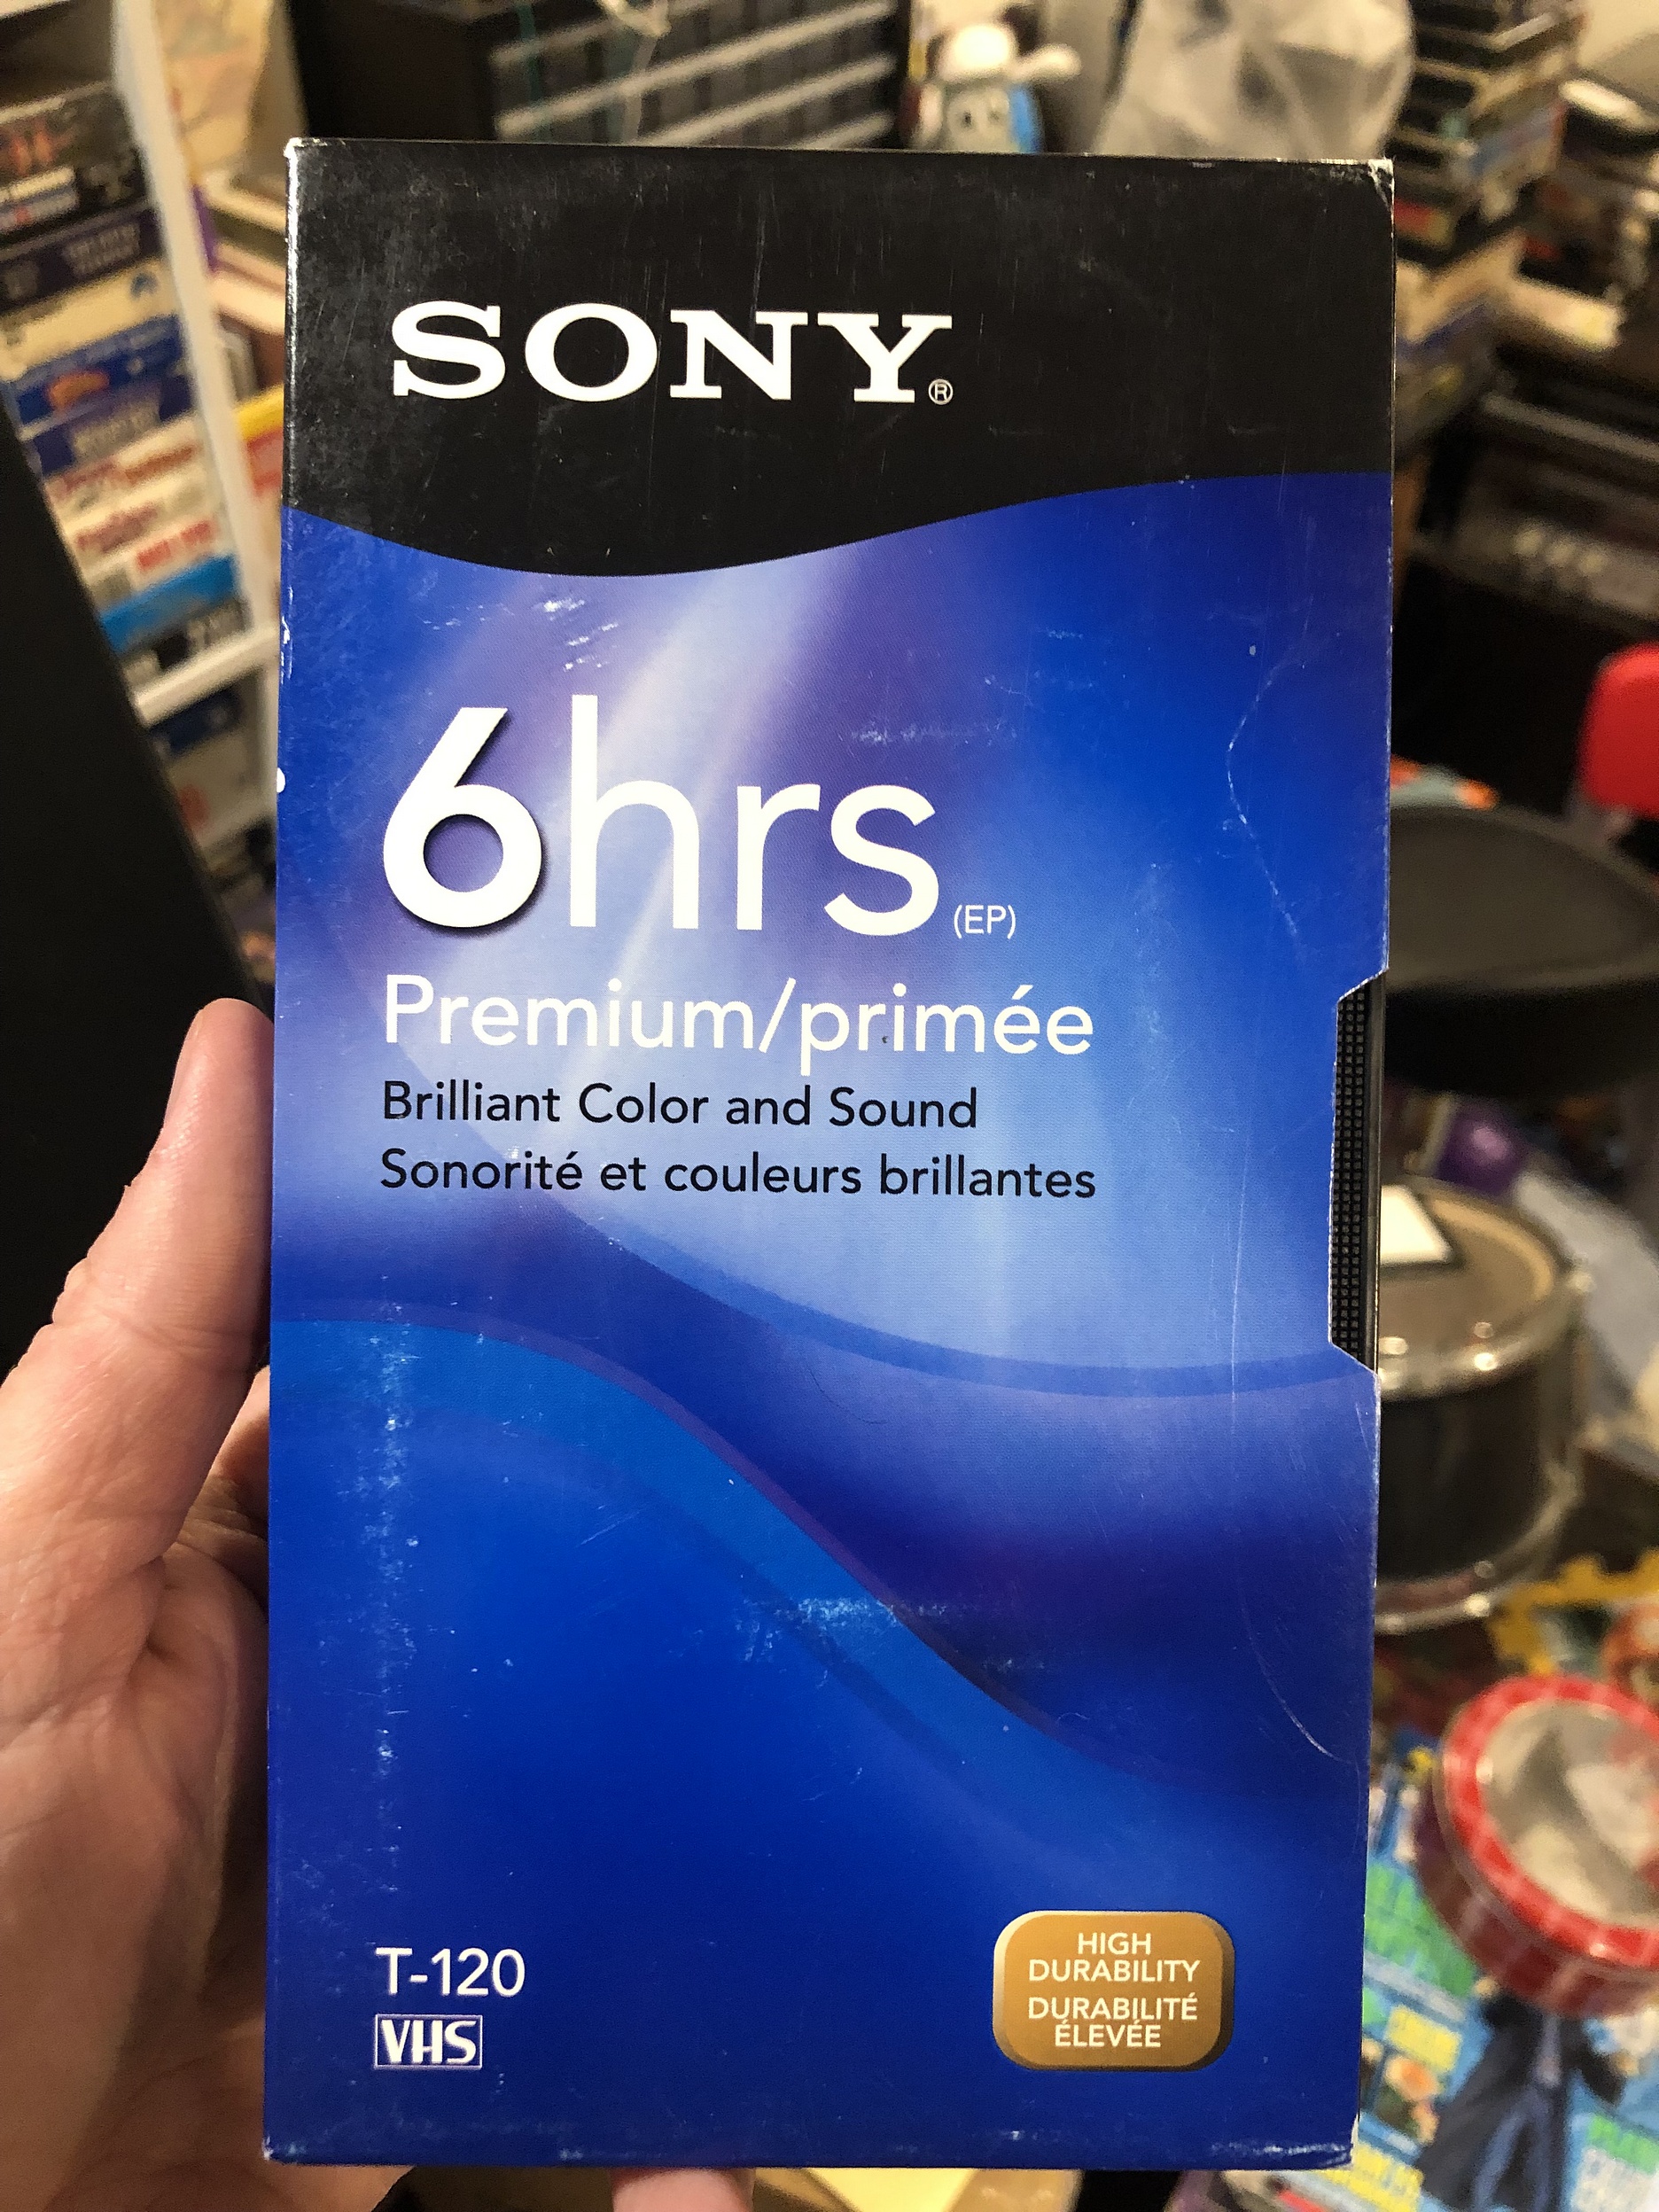 SONY®
6hrs (EP)
Premium/primée
Brilliant Color and Sound
Sonorité et couleurs brillantes
T-120
VHS
HIGH
DURABILITY
DURABILITÉ
ÉLEVÉE